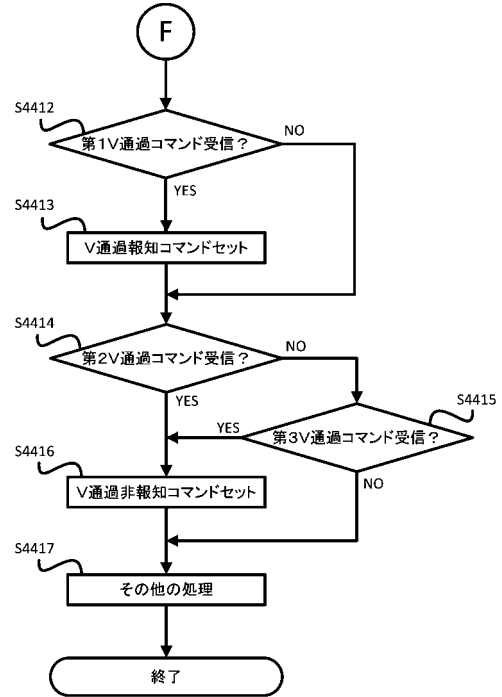 F
S4412
第1V通過コマンド受信?
NO
YES
S4413
V通過報知コマンドセット
S4414
第2V通過コマンド受信?
NO
YES
S4415
第3V通過コマンド受信?
YES
NO
S4416
V通過非報知コマンドセット
S4417
その他の処理
終了